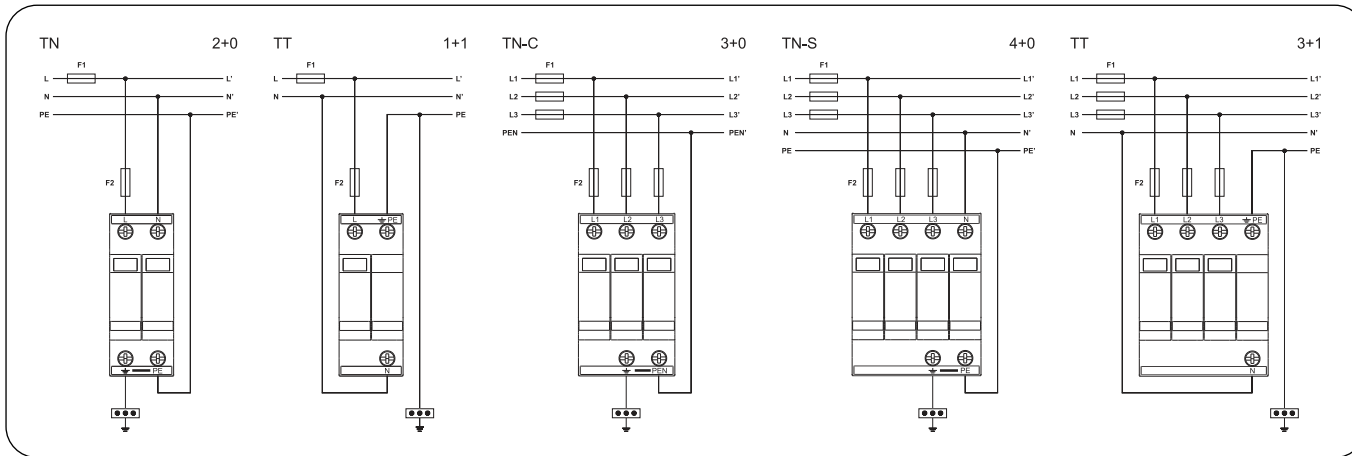 TN 2+0
F1
L L'
N N'
PE PE'
F2
L N
PE
TT 1+1
F1
L L'
N N'
PE
F2
L PE
N
TN-C 3+0
F1
L1 L1'
L2 L2'
L3 L3'
PEN PEN'
F2
L1 L2 L3
PEN
TN-S 4+0
F1
L1 L1'
L2 L2'
L3 L3'
N N'
PE PE'
F2
L1 L2 L3 N
PE
TT 3+1
F1
L1 L1'
L2 L2'
L3 L3'
N N'
PE
F2
L1 L2 L3 PE
N